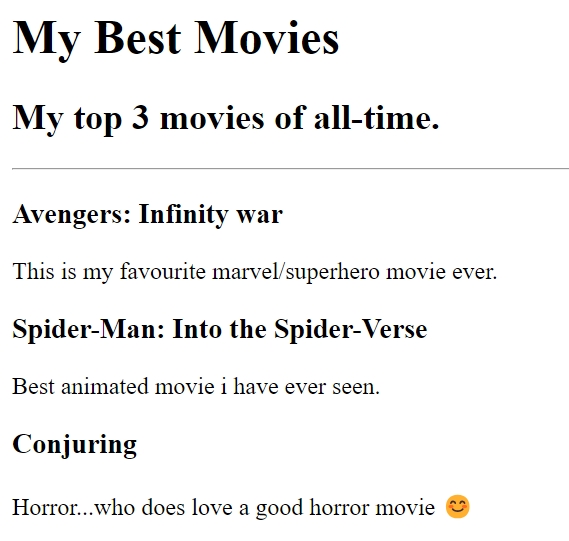 My Best Movies
My top 3 movies of all-time.
Avengers: Infinity war
This is my favourite marvel/superhero movie ever.
Spider-Man: Into the Spider-Verse
Best animated movie i have ever seen.
Conjuring
Horror...who does love a good horror movie 😊